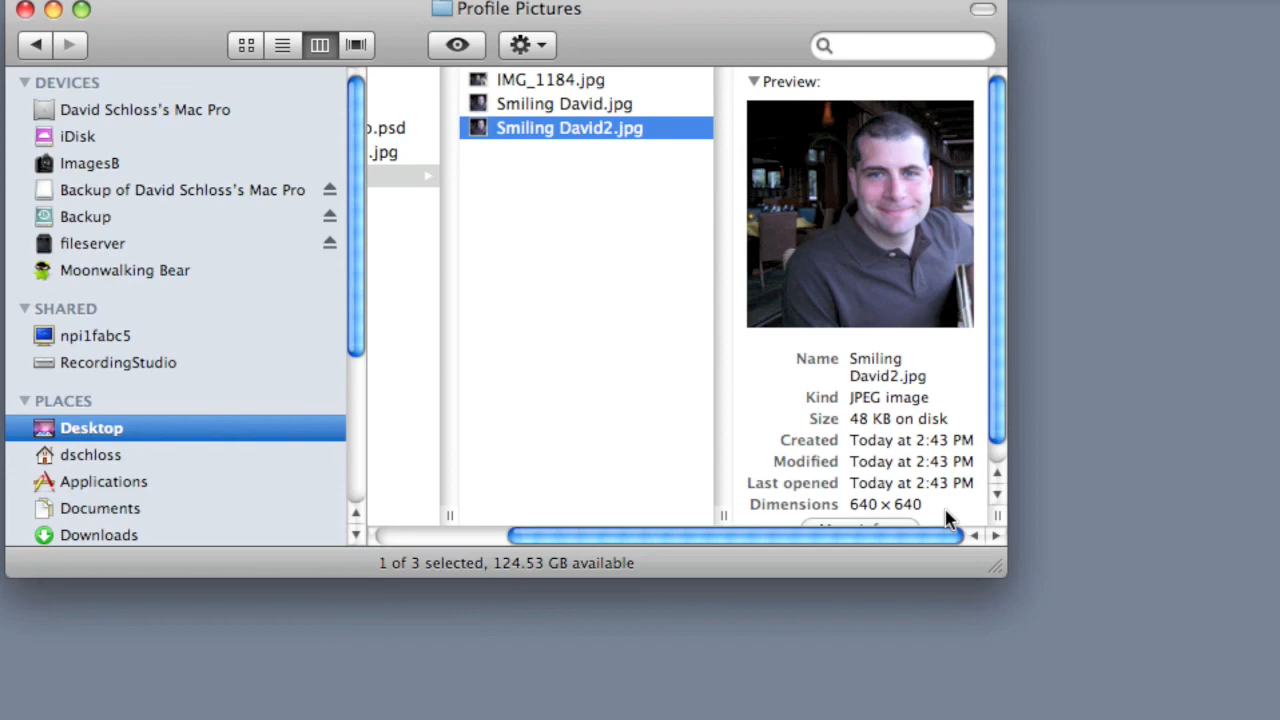 Profile Pictures
DEVICES
David Schloss's Mac Pro
iDisk
ImagesB
Backup of David Schloss's Mac Pro
Backup
fileserver
Moonwalking Bear
SHARED
npi1fabc5
RecordingStudio
PLACES
Desktop
dschloss
Applications
Documents
Downloads
o.psd
.jpg
IMG_1184.jpg
Smiling David.jpg
Smiling David2.jpg
Preview:
Name Smiling
David2.jpg
Kind JPEG image
Size 48 KB on disk
Created Today at 2:43 PM
Modified Today at 2:43 PM
Last opened Today at 2:43 PM
Dimensions 640 × 640
1 of 3 selected, 124.53 GB available